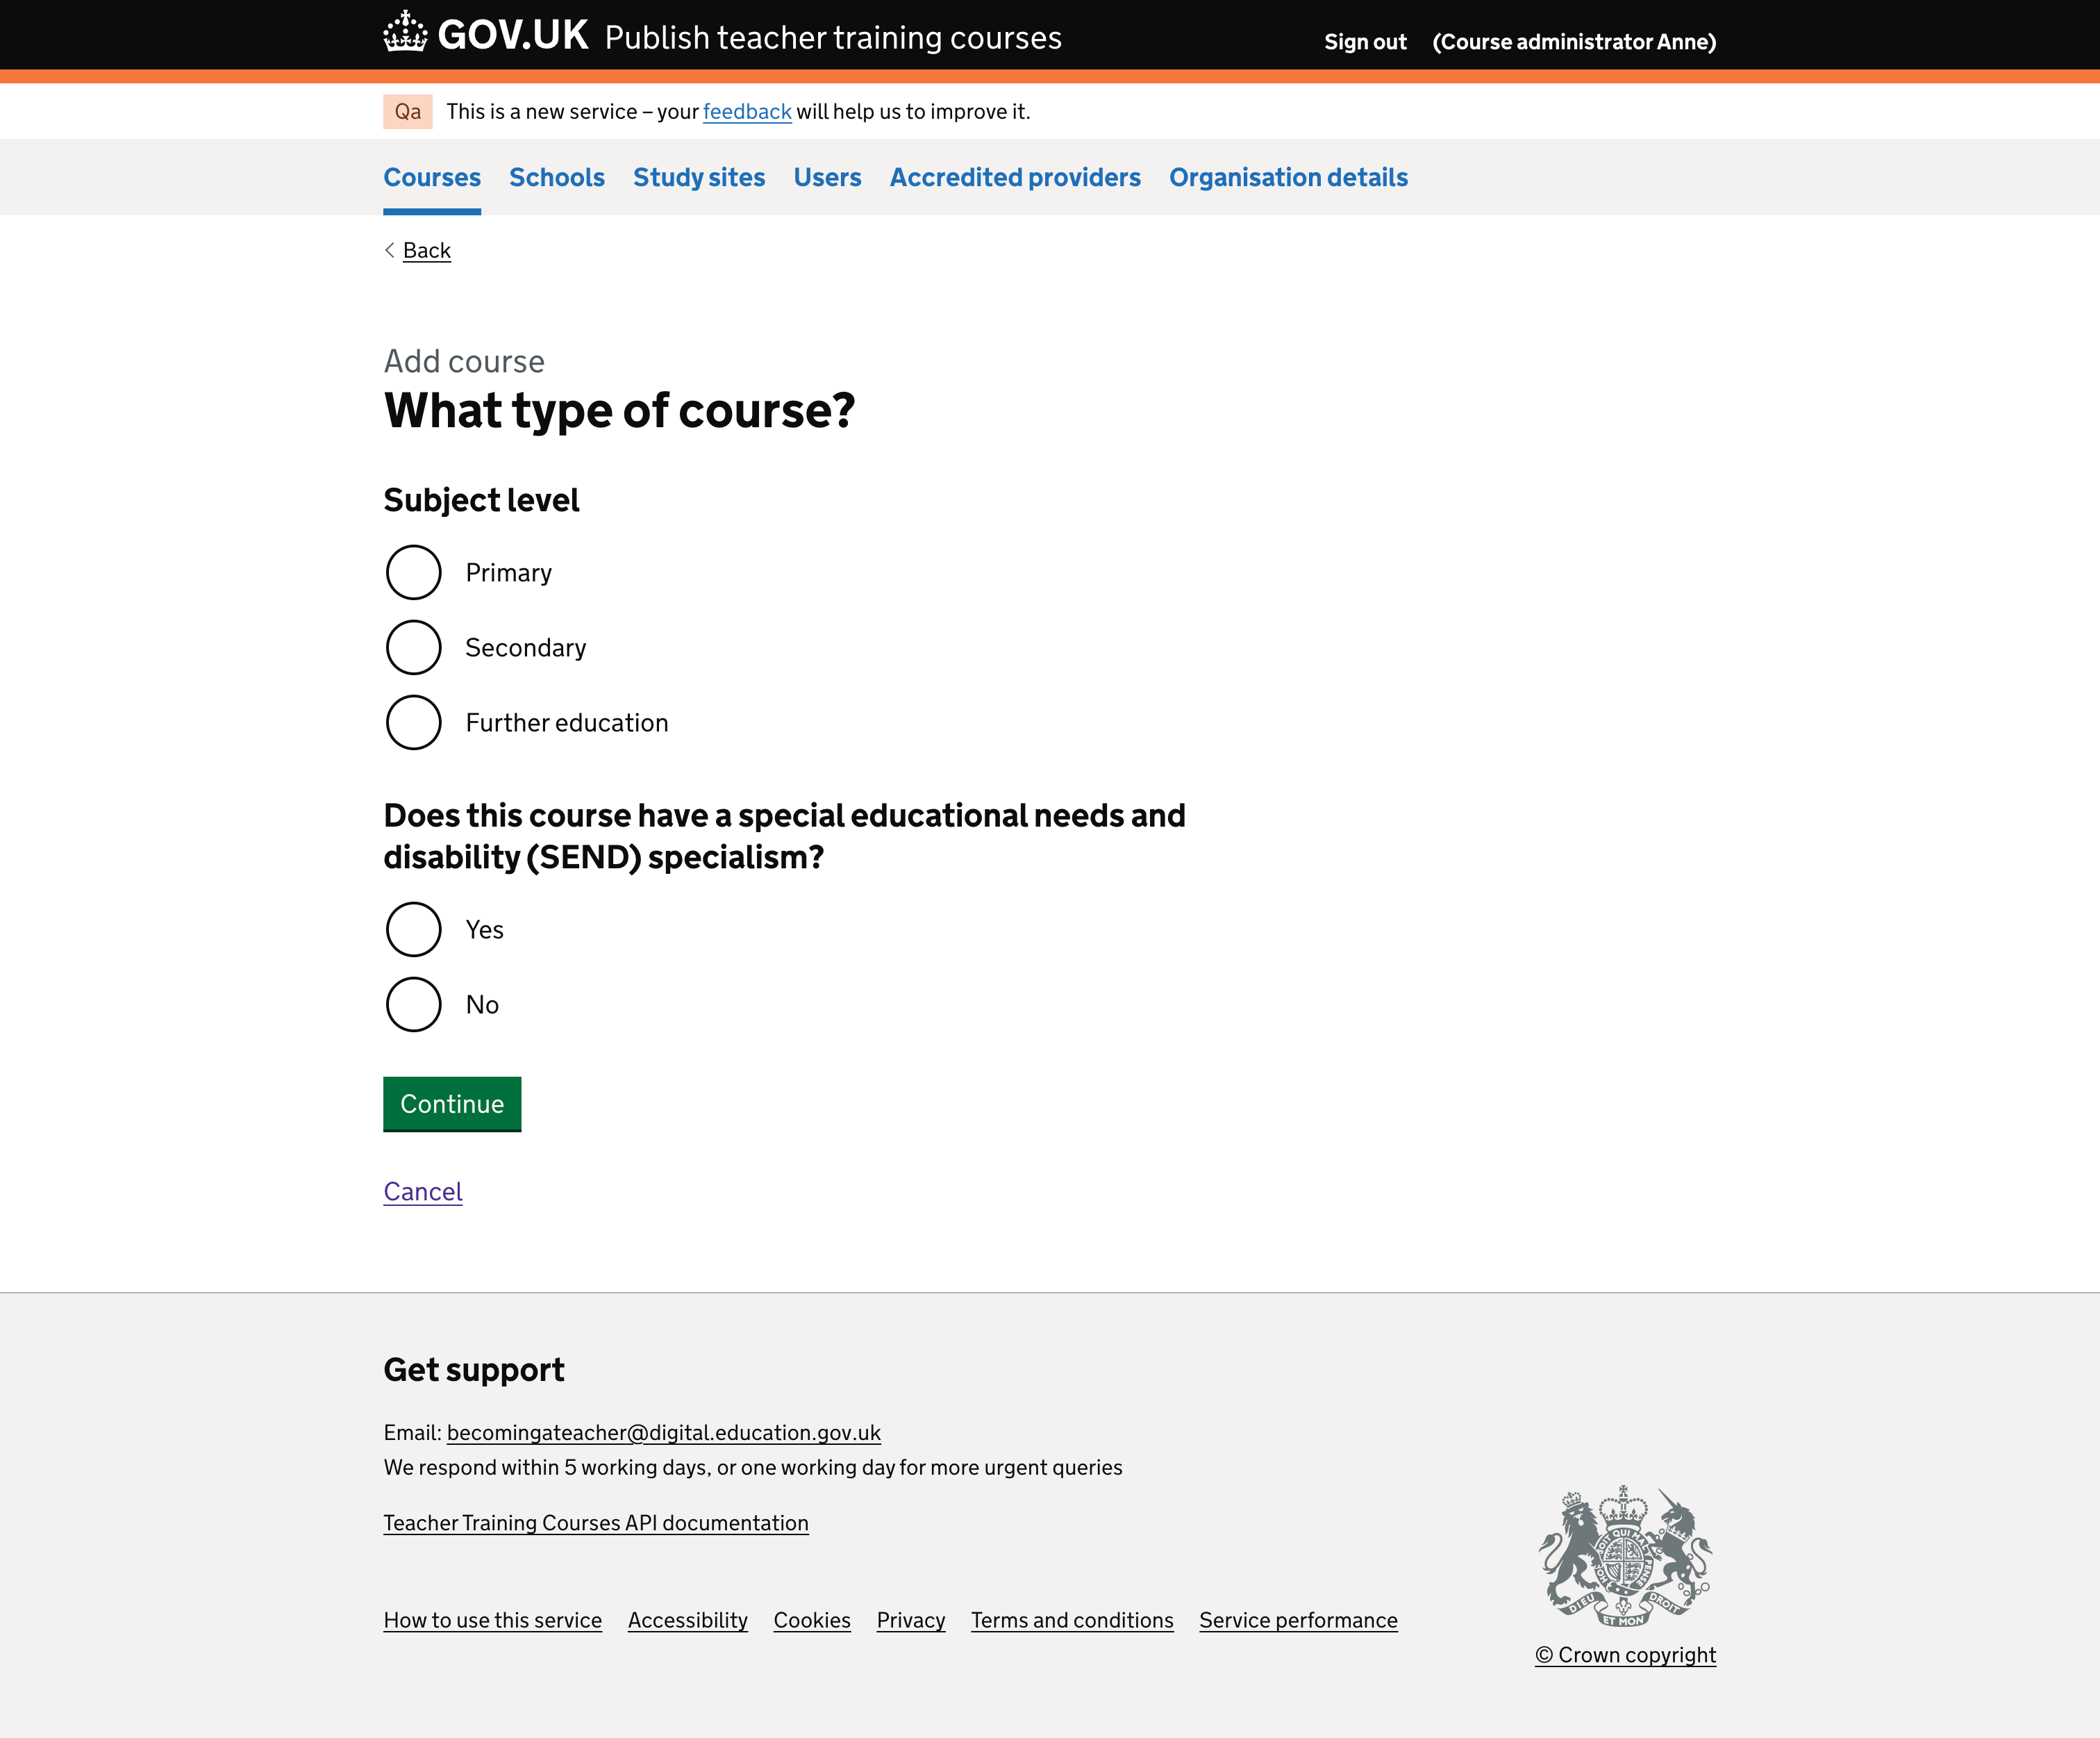 GOV.UK Publish teacher training courses
Sign out (Course administrator Anne)
Qa This is a new service – your feedback will help us to improve it.
Courses Schools Study sites Users Accredited providers Organisation details
Back
Add course
What type of course?
Subject level
Primary
Secondary
Further education
Does this course have a special educational needs and
disability (SEND) specialism?
Yes
No
Continue
Cancel
Get support
Email: becomingateacher@digital.education.gov.uk
We respond within 5 working days, or one working day for more urgent queries
Teacher Training Courses API documentation
How to use this service Accessibility Cookies Privacy Terms and conditions Service performance
DIEU ET MON DROIT
© Crown copyright